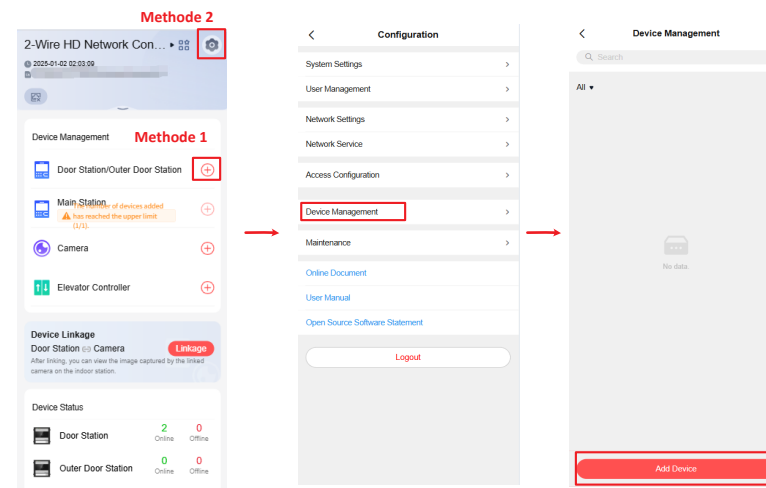 Methode 2
2-Wire HD Network Con...
2025-01-02 02:03:09
Device Management
Methode 1
Door Station/Outer Door Station
Main Station
The number of devices added
has reached the upper limit
(1/1).
Camera
Elevator Controller
Device Linkage
Door Station Camera
Linkage
After linking, you can view the image captured by the linked
camera on the indoor station.
Device Status
Door Station
2
Online
0
Offline
Outer Door Station
0
Online
0
Offline
Configuration
System Settings
User Management
Network Settings
Network Service
Access Configuration
Device Management
Maintenance
Online Document
User Manual
Open Source Software Statement
Logout
Device Management
Search
All
No data.
Add Device